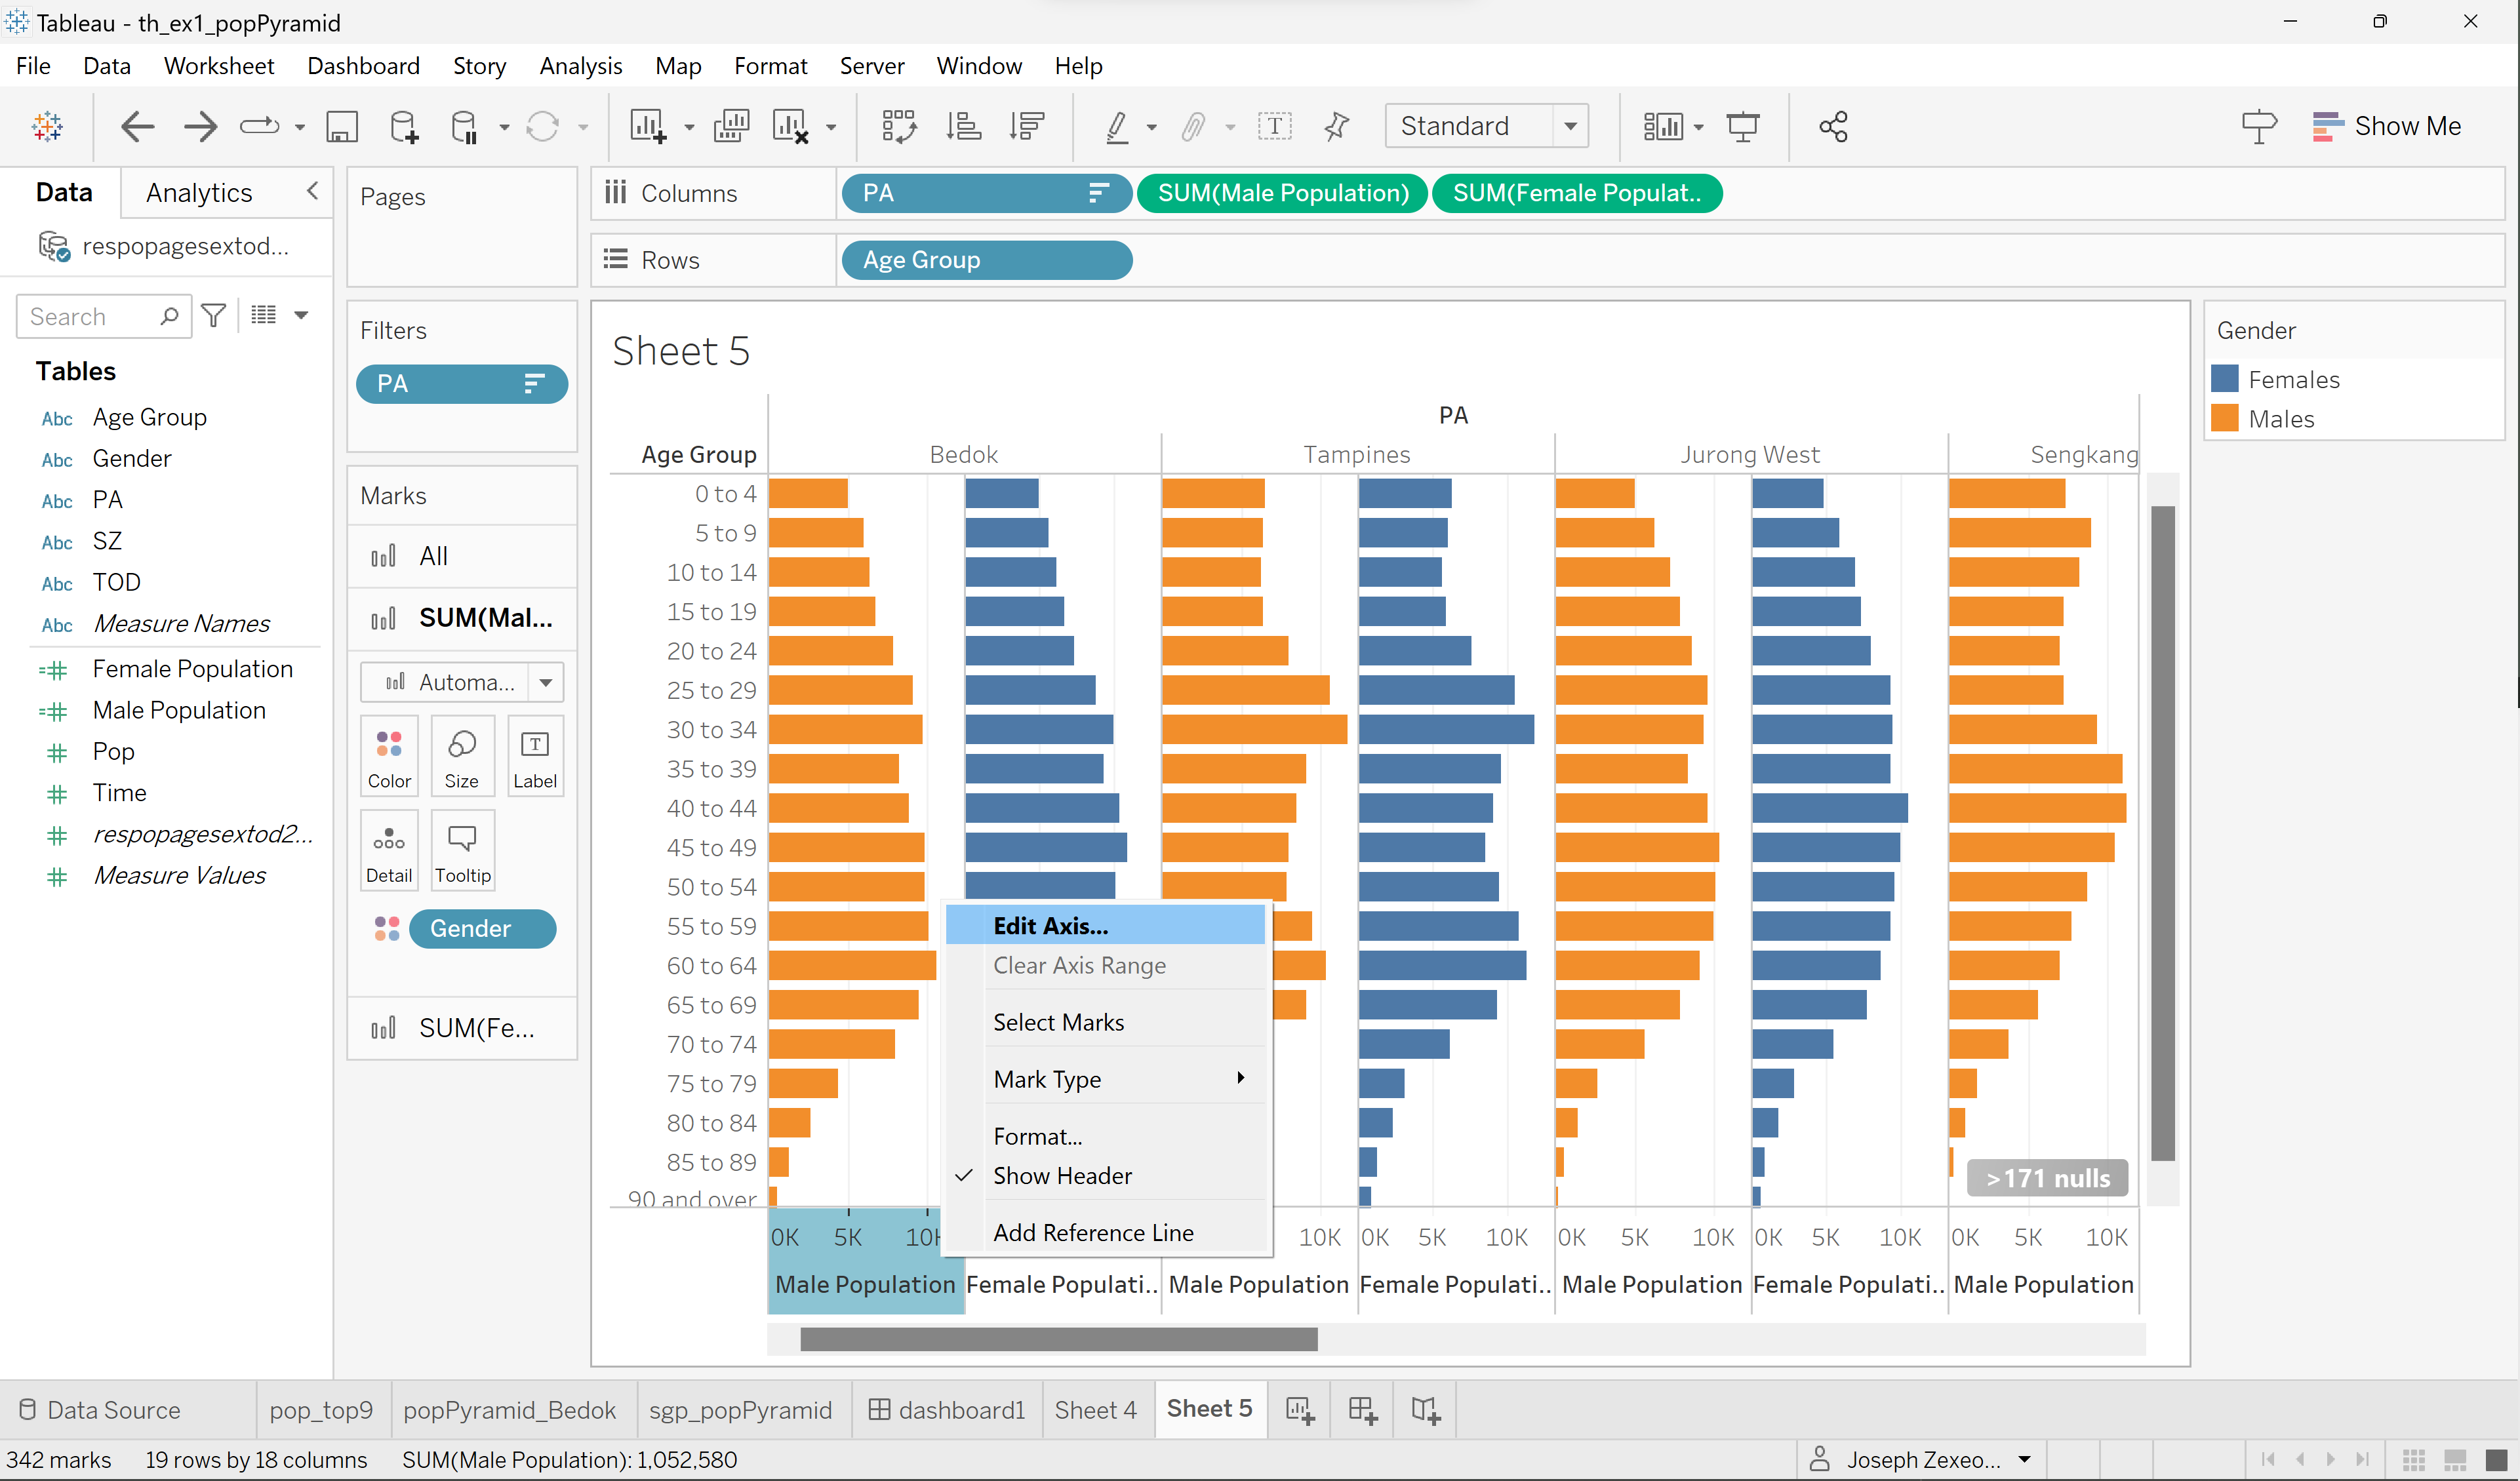 Tableau - th_ex1_popPyramid
File Data Worksheet Dashboard Story Analysis Map Format Server Window Help
Standard
Show Me
Data Analytics
respopagesextod...
Search
Tables
Abc Age Group
Abc Gender
Abc PA
Abc SZ
Abc TOD
Abc Measure Names
=# Female Population
=# Male Population
# Pop
# Time
# respopagesextod2...
# Measure Values
Pages
Filters
PA
Marks
All
SUM(Mal...
Automa...
Color Size Label
Detail Tooltip
Gender
SUM(Fe...
Columns PA SUM(Male Population) SUM(Female Populat..
Rows Age Group
Sheet 5
PA
Age Group Bedok Tampines Jurong West Sengkang
0 to 4
5 to 9
10 to 14
15 to 19
20 to 24
25 to 29
30 to 34
35 to 39
40 to 44
45 to 49
50 to 54
55 to 59
60 to 64
65 to 69
70 to 74
75 to 79
80 to 84
85 to 89
90 and over
Edit Axis...
Clear Axis Range
Select Marks
Mark Type
Format...
Show Header
Add Reference Line
>171 nulls
0K 5K 10K 10K 0K 5K 10K 0K 5K 10K 0K 5K 10K 0K 5K 10K
Male Population Female Populati.. Male Population Female Populati.. Male Population Female Populati.. Male Population
Gender
Females
Males
Data Source pop_top9 popPyramid_Bedok sgp_popPyramid dashboard1 Sheet 4 Sheet 5
342 marks 19 rows by 18 columns SUM(Male Population): 1,052,580 Joseph Zexeo...